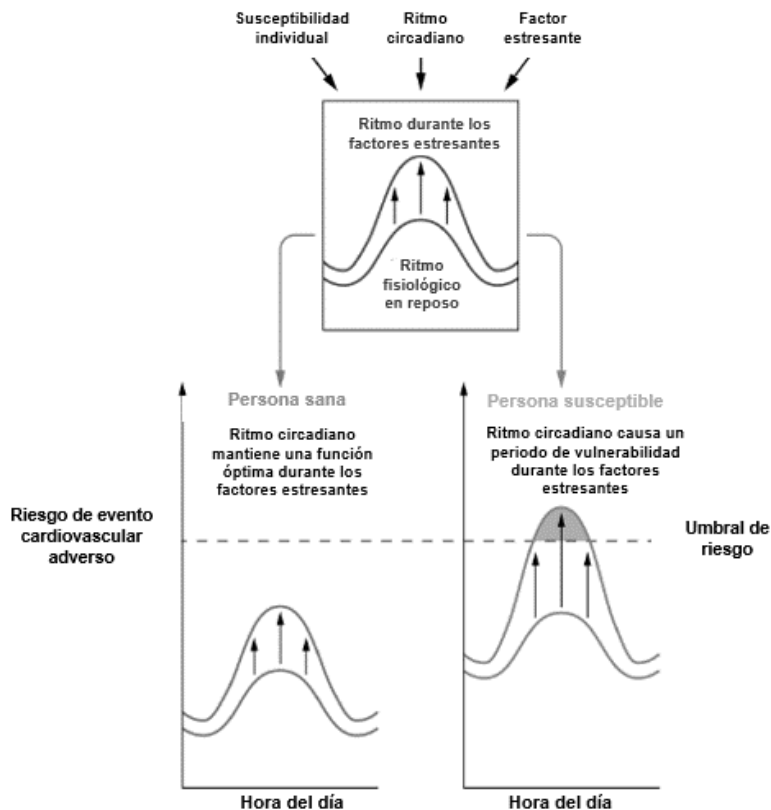 Susceptibilidad
individual
Ritmo
circadiano
Factor
estresante
Ritmo durante los
factores estresantes
Ritmo
fisiológico
en reposo
Persona sana
Ritmo circadiano
mantiene una función
óptima durante los
factores estresantes
Persona susceptible
Ritmo circadiano causa un
periodo de vulnerabilidad
durante los factores
estresantes
Riesgo de evento
cardiovascular
adverso
Umbral de
riesgo
Hora del día
Hora del día